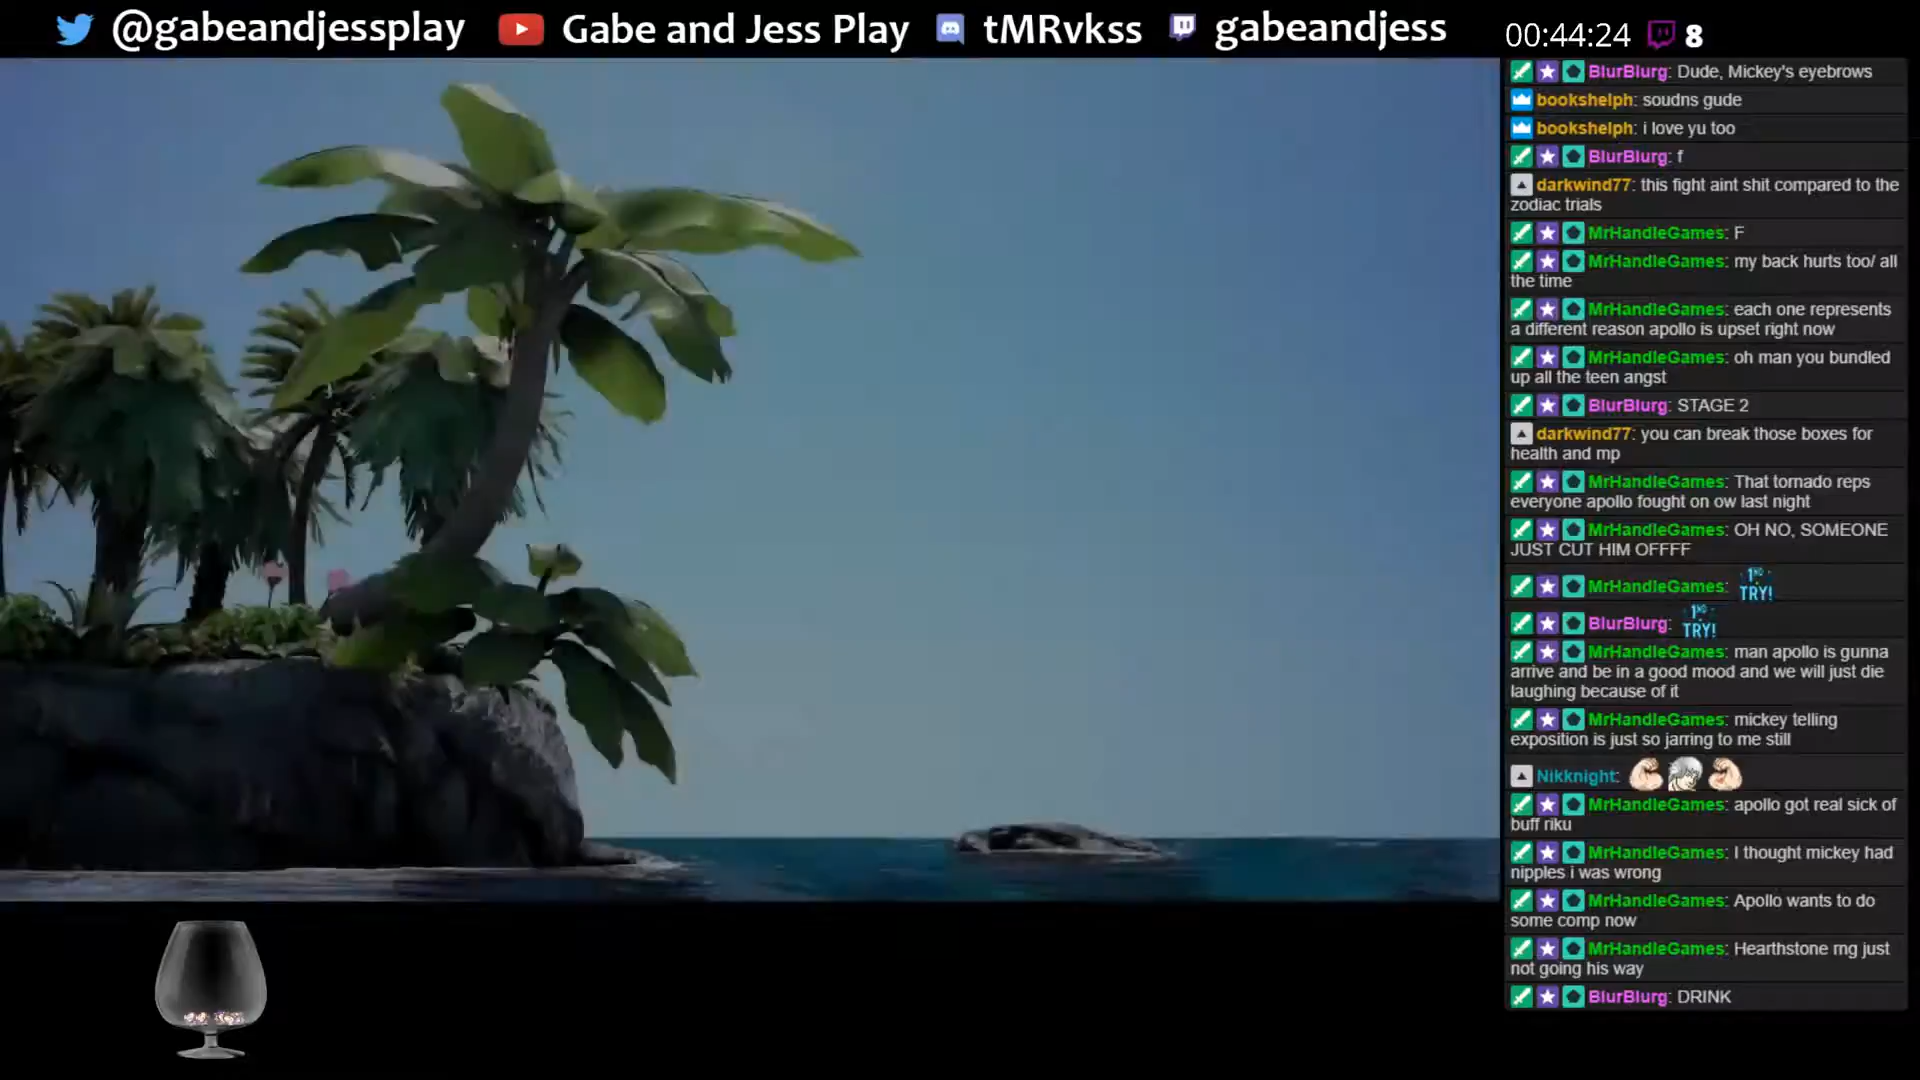 @gabeandjessplay Gabe and Jess Play tMRvkss gabeandjess
00:44:24 8
BlurBlurg: Dude, Mickey's eyebrows
bookshelph: soudns gude
bookshelph: i love yu too
BlurBlurg: f
darkwind77: this fight aint shit compared to the
zodiac trials
MrHandleGames: F
MrHandleGames: my back hurts too/ all
the time
MrHandleGames: each one represents
a different reason apollo is upset right now
MrHandleGames: oh man you bundled
up all the teen angst
BlurBlurg: STAGE 2
darkwind77: you can break those boxes for
health and mp
MrHandleGames: That tornado reps
everyone apollo fought on ow last night
MrHandleGames: OH NO, SOMEONE
JUST CUT HIM OFFFF
MrHandleGames: 1ND TRY!
BlurBlurg: 1ND TRY!
MrHandleGames: man apollo is gunna
arrive and be in a good mood and we will just die
laughing because of it
MrHandleGames: mickey telling
exposition is just so jarring to me still
Nikknight:
MrHandleGames: apollo got real sick of
buff riku
MrHandleGames: I thought mickey had
nipples i was wrong
MrHandleGames: Apollo wants to do
some comp now
MrHandleGames: Hearthstone rng just
not going his way
BlurBlurg: DRINK